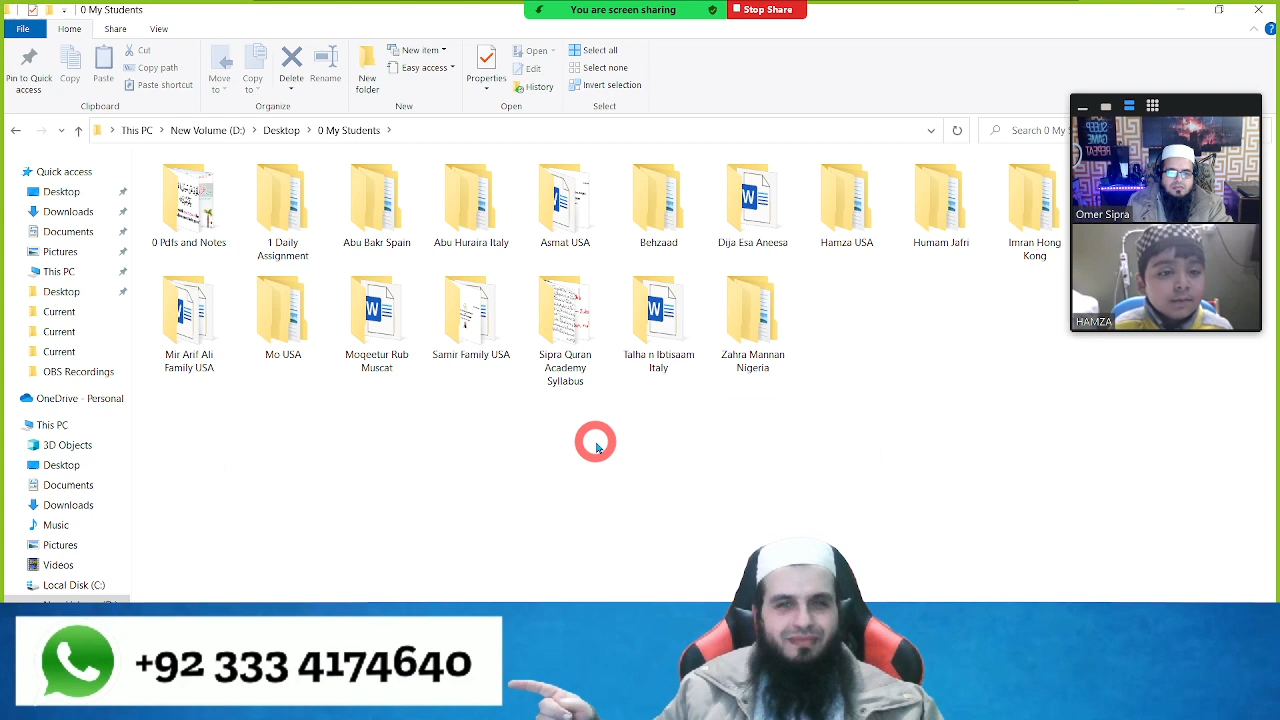 0 My Students
You are screen sharing
Stop Share
File
Home
Share
View
Pin to Quick access
Copy
Paste
Cut
Copy path
Paste shortcut
Clipboard
Move to
Copy to
Delete
Rename
Organize
New folder
New item
Easy access
New
Properties
Open
Edit
History
Open
Select all
Select none
Invert selection
Select
This PC
New Volume (D:)
Desktop
0 My Students
Search 0 My S
Quick access
Desktop
Downloads
Documents
Pictures
This PC
Desktop
Current
Current
Current
OBS Recordings
OneDrive - Personal
This PC
3D Objects
Desktop
Documents
Downloads
Music
Pictures
Videos
Local Disk (C:)
0 Pdfs and Notes
1 Daily
Assignment
Abu Bakr Spain
Abu Huraira Italy
Asmat USA
Behzaad
Dija Esa Aneesa
Hamza USA
Humam Jafri
Imran Hong
Kong
Mir Arif Ali
Family USA
Mo USA
Moqeetur Rub
Muscat
Samir Family USA
Sipra Quran
Academy
Syllabus
Talha n Ibtisaam
Italy
Zahra Mannan
Nigeria
SLEEP
GAME
REPEAT
Omer Sipra
HAMZA
+92 333 4174640